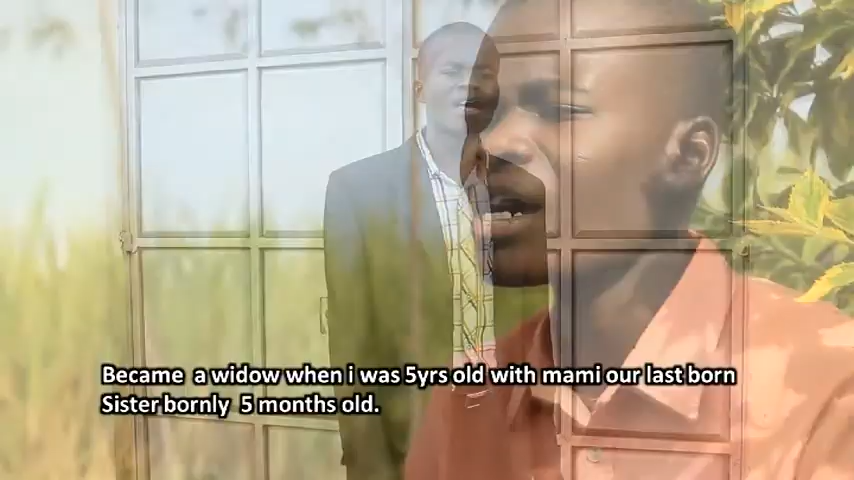 Became a widow when i was 5yrs old with mami our last born
Sister bornly 5 months old.